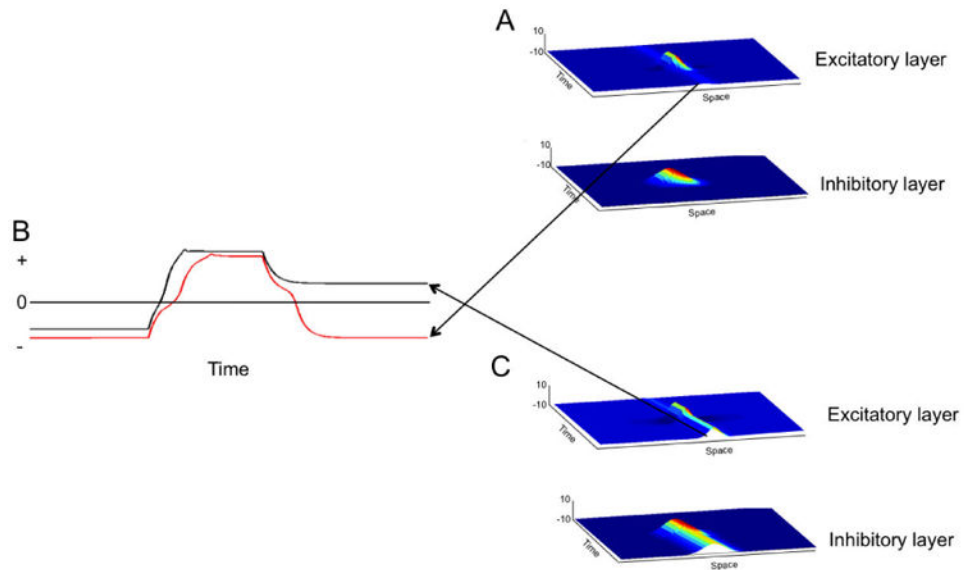 A
10
-10
Time
Space
Excitatory layer
10
-10
Time
Space
Inhibitory layer
B
+
0
-
Time
C
10
-10
Time
Space
Excitatory layer
10
-10
Time
Space
Inhibitory layer